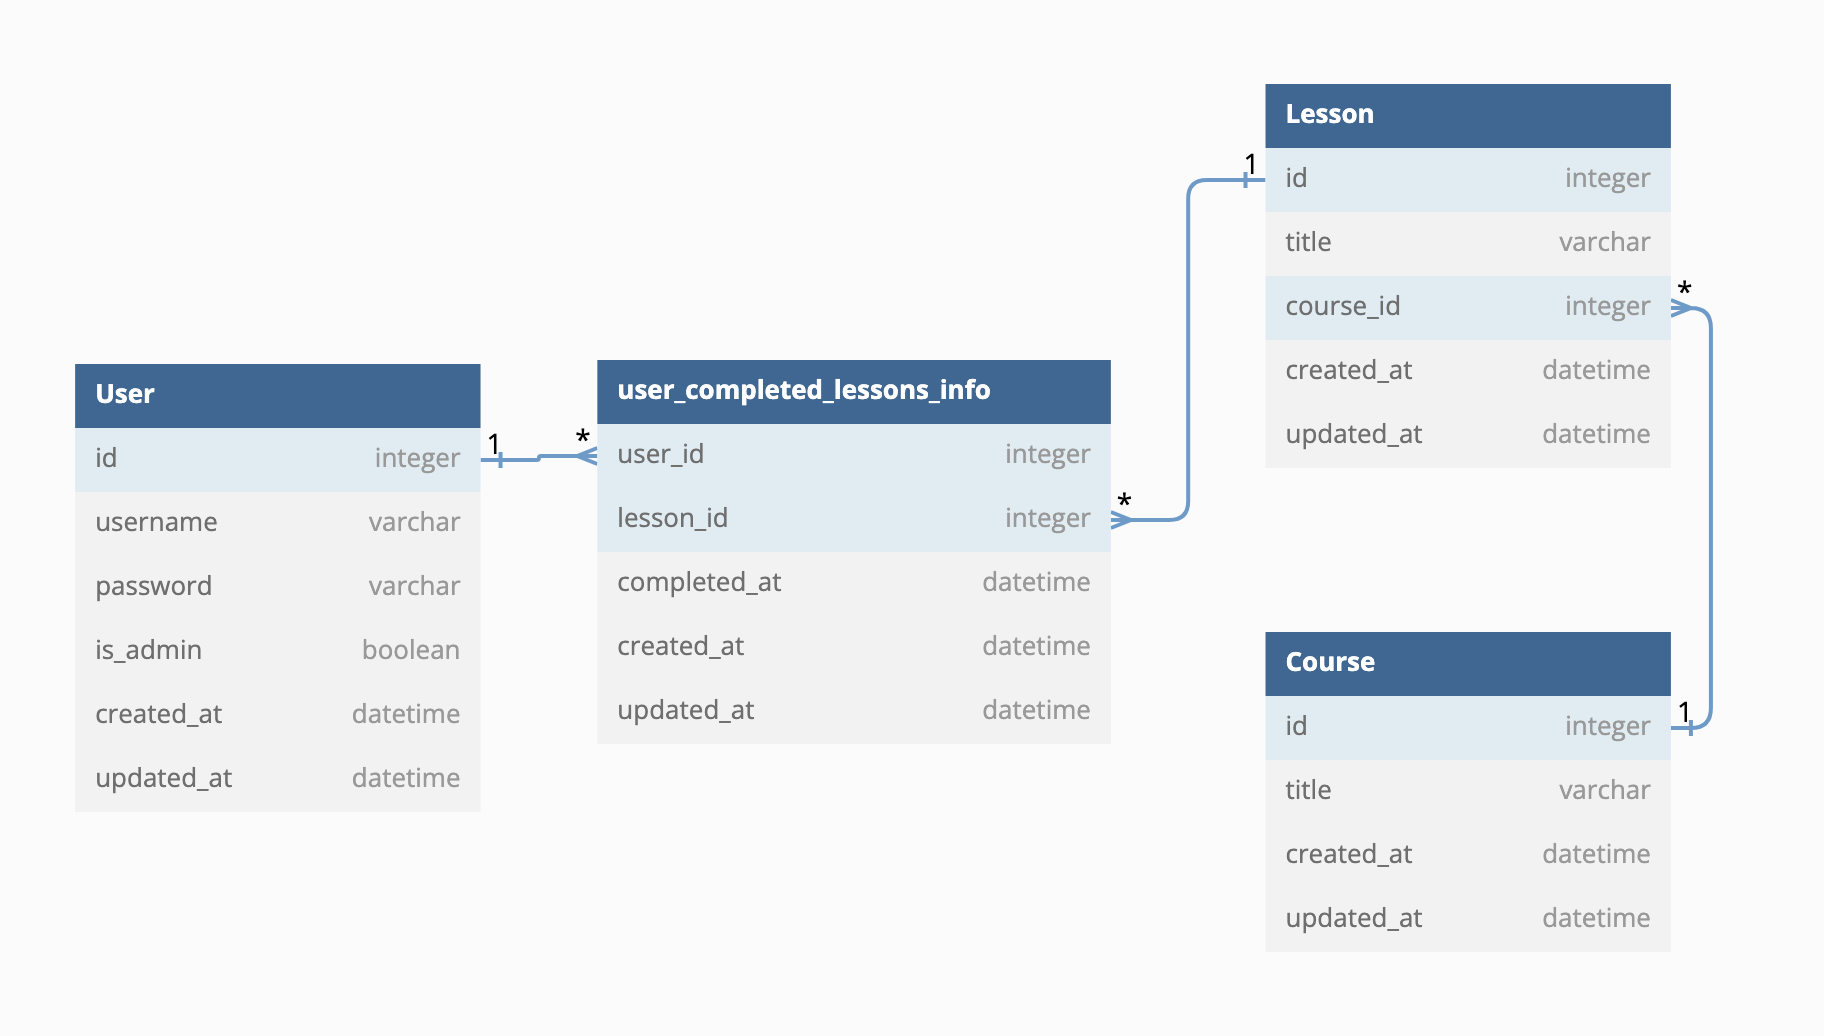 User
id integer
username varchar
password varchar
is_admin boolean
created_at datetime
updated_at datetime
1 *
user_completed_lessons_info
user_id integer
lesson_id integer
completed_at datetime
created_at datetime
updated_at datetime
* 1
Lesson
id integer
title varchar
course_id integer
created_at datetime
updated_at datetime
* 1
Course
id integer
title varchar
created_at datetime
updated_at datetime